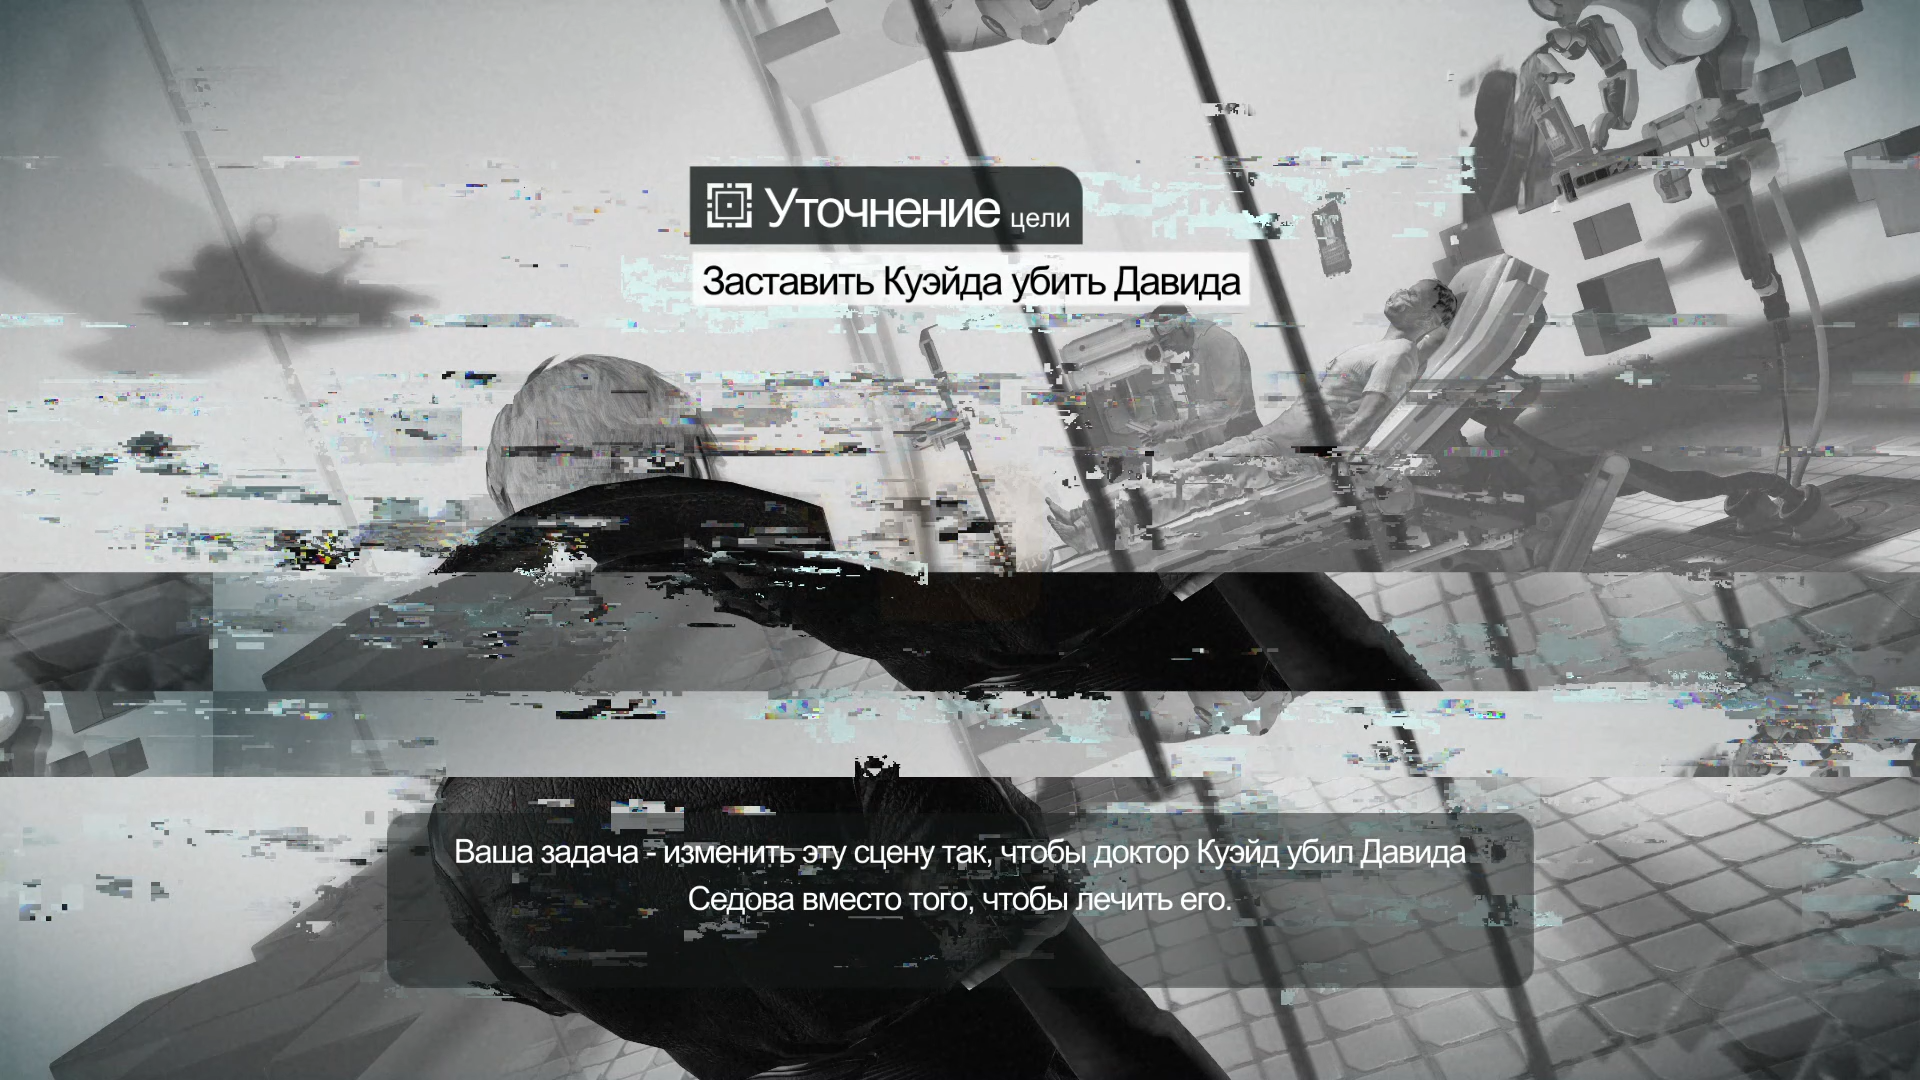 Уточнение цели
Заставить Куэйда убить Давида
Ваша задача - изменить эту сцену так, чтобы доктор Куэйд убил Давида
Седова вместо того, чтобы лечить его.